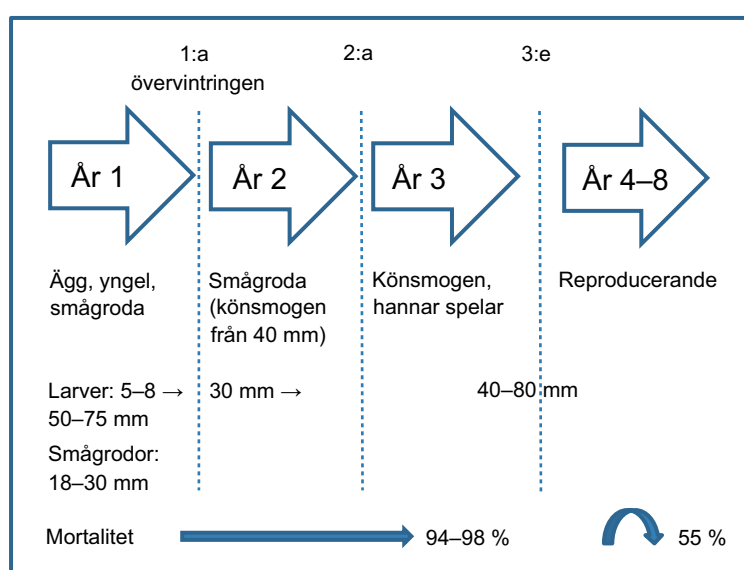 1:a
övervintringen
2:a
3:e
År 1
År 2
År 3
År 4–8
Ägg, yngel,
smågroda
Smågroda
(könsmogen
från 40 mm)
Könsmogen,
hannar spelar
Reproducerande
Larver: 5–8 →
50–75 mm
Smågrodor:
18–30 mm
30 mm →
40–80 mm
Mortalitet
94–98 %
55 %